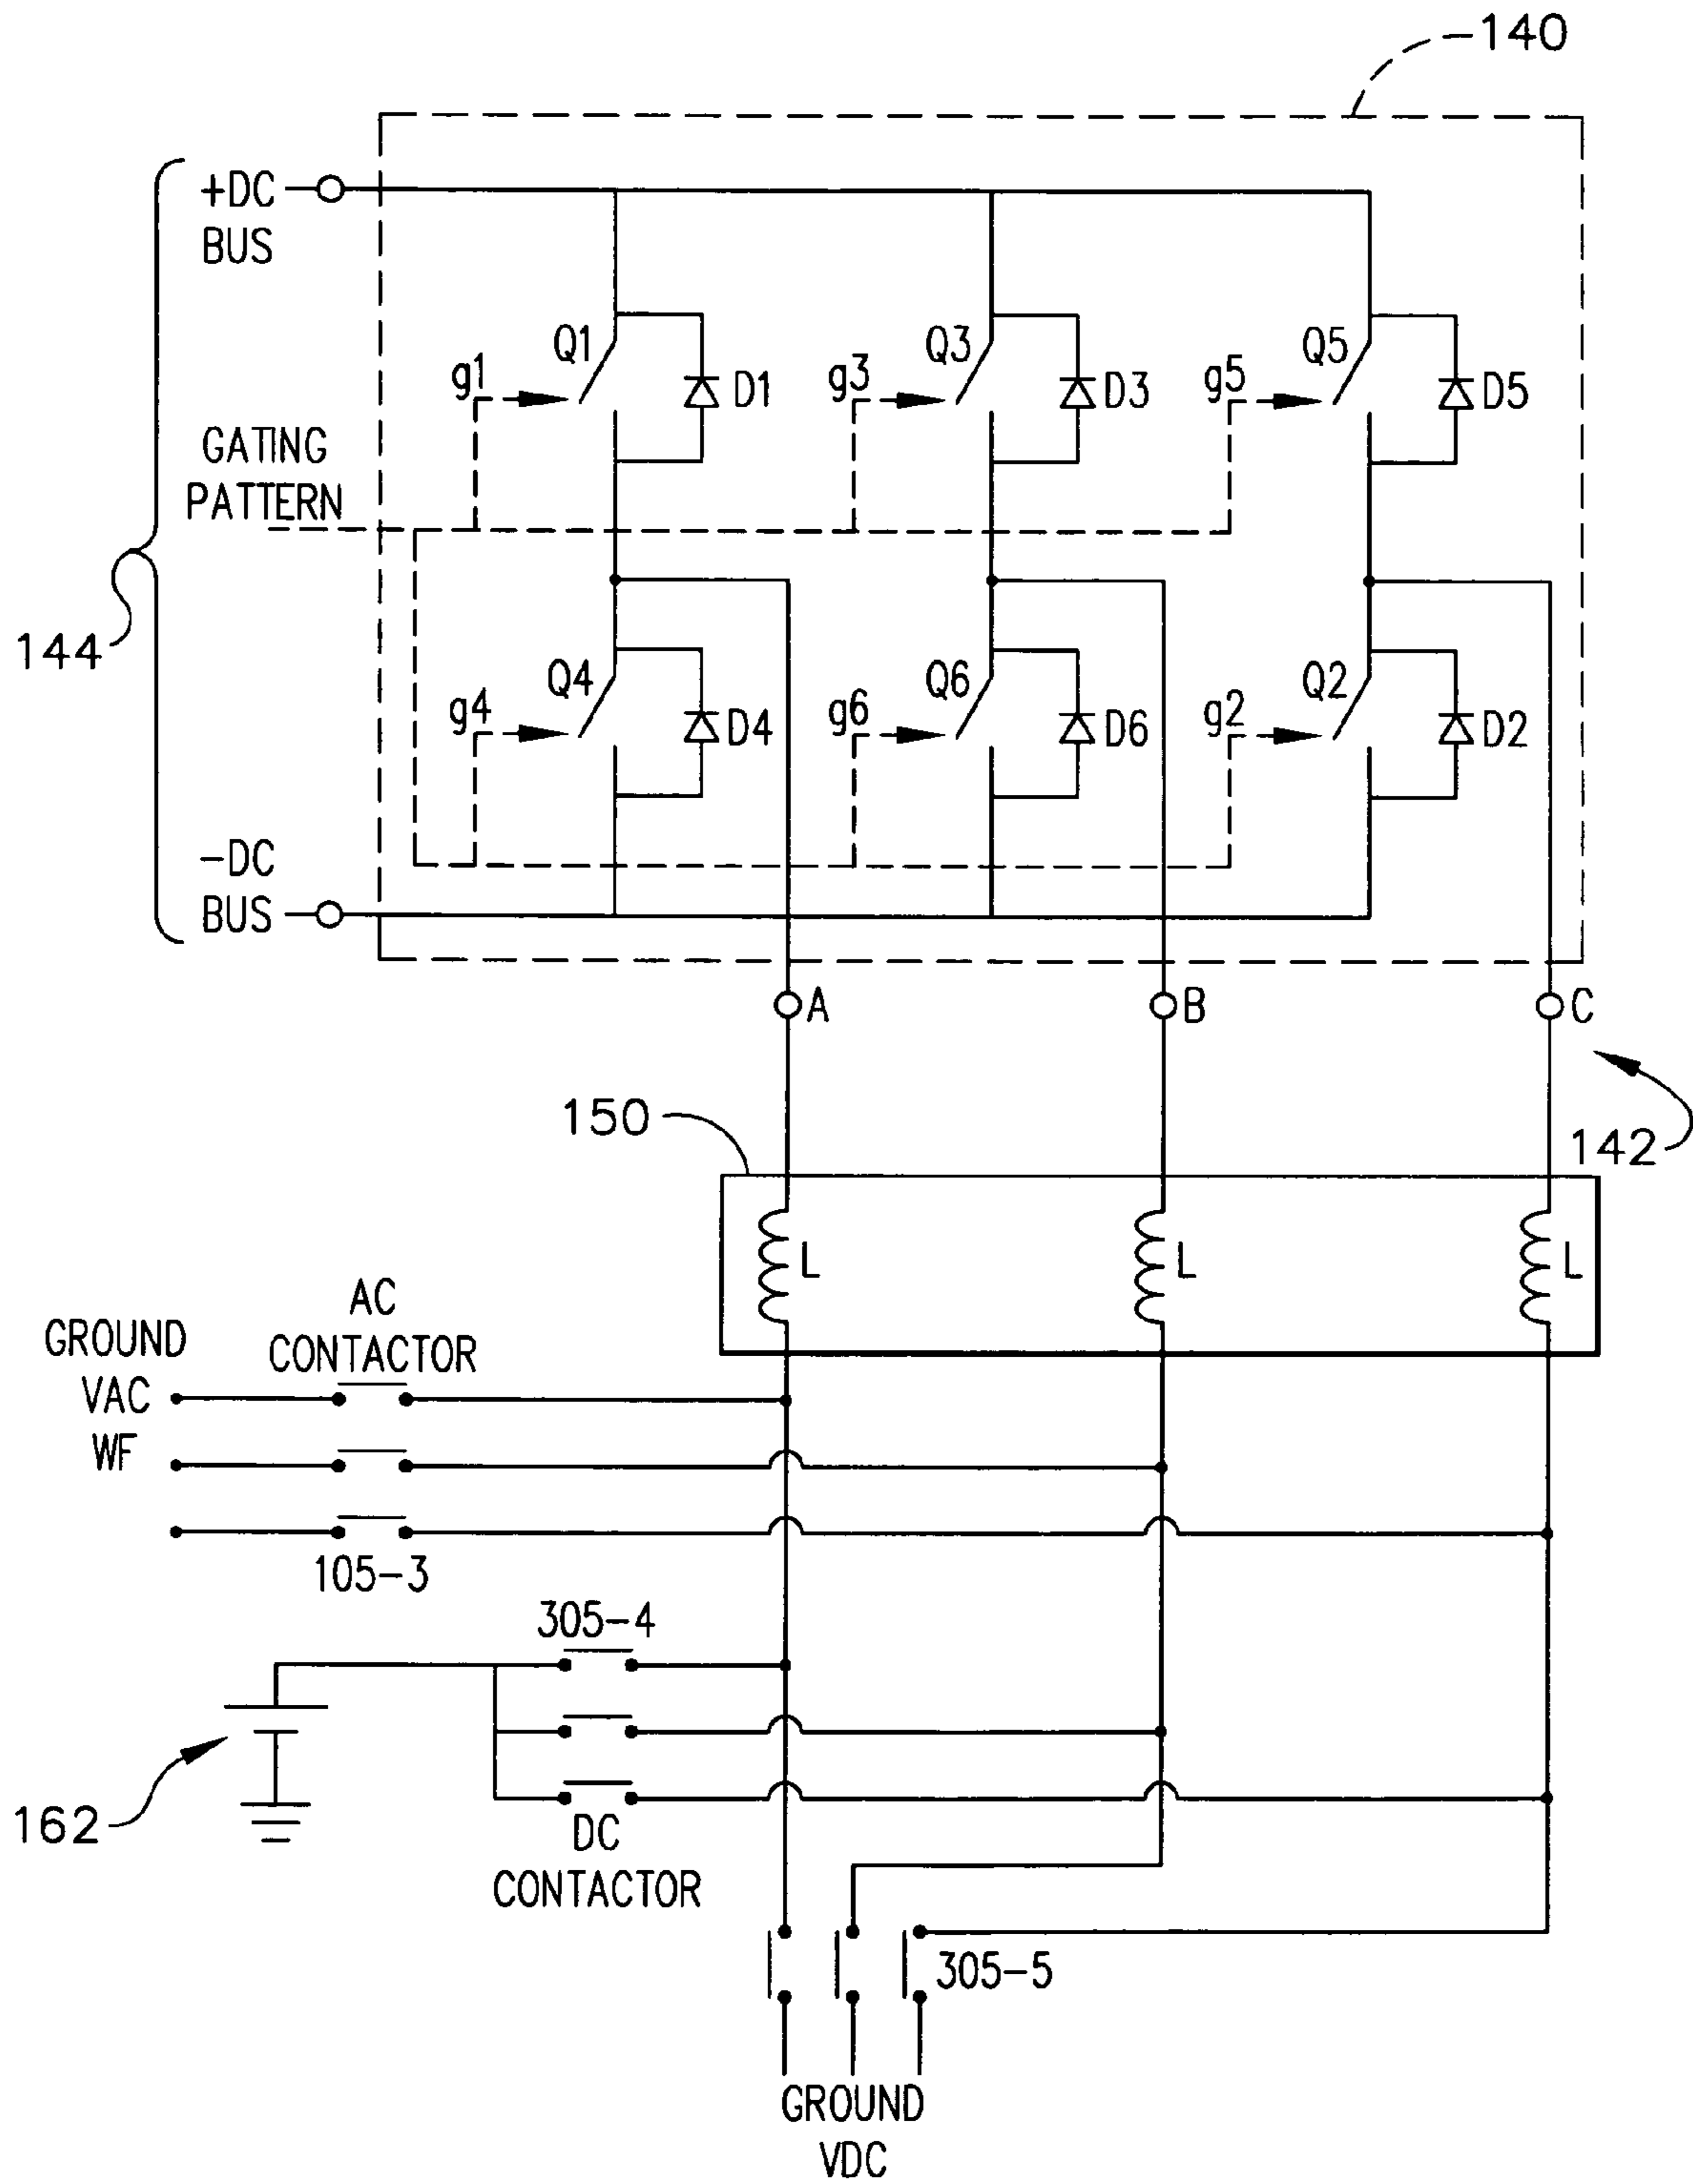 140
+DC
BUS
Q1
Q3
Q5
g1
D1
g3
D3
g5
D5
GATING
PATTERN
144
Q4
Q6
Q2
g4
D4
g6
D6
g2
D2
-DC
BUS
A
B
C
150
142
L
L
L
AC
CONTACTOR
GROUND
VAC
WF
105-3
305-4
162
DC
CONTACTOR
305-5
GROUND
VDC